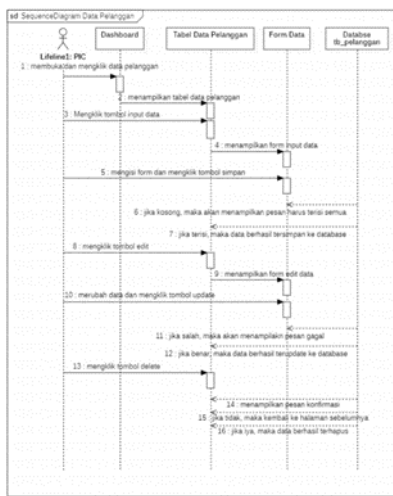 sd SequenceDiagram Data Pelanggan
Dashboard
Tabel Data Pelanggan
Form Data
Databse
tb_pelanggan
Lifeline1: PIC
1 : membuka dan mengklik data pelanggan
2 : menampilkan tabel data pelanggan
3 : Mengklik tombol input data
4 : menampilkan form input data
5 : mengisi form dan mengklik tombol simpan
6 : jika kosong, maka akan menampilkan pesan harus terisi semua
7 : jika terisi, maka data berhasil tersimpan ke database
8 : mengklik tombol edit
9 : menampilkan form edit data
10 : merubah data dan mengklik tombol update
11 : jika salah, maka akan menampilakn pesan gagal
12 : jika benar, maka data berhasil terupdate ke database
13 : mengklik tombol delete
14 : menampilkan pesan konfirmasi
15 : jika tidak, maka kembali ke halaman sebelumnya
16 : jika iya, maka data berhasil terhapus